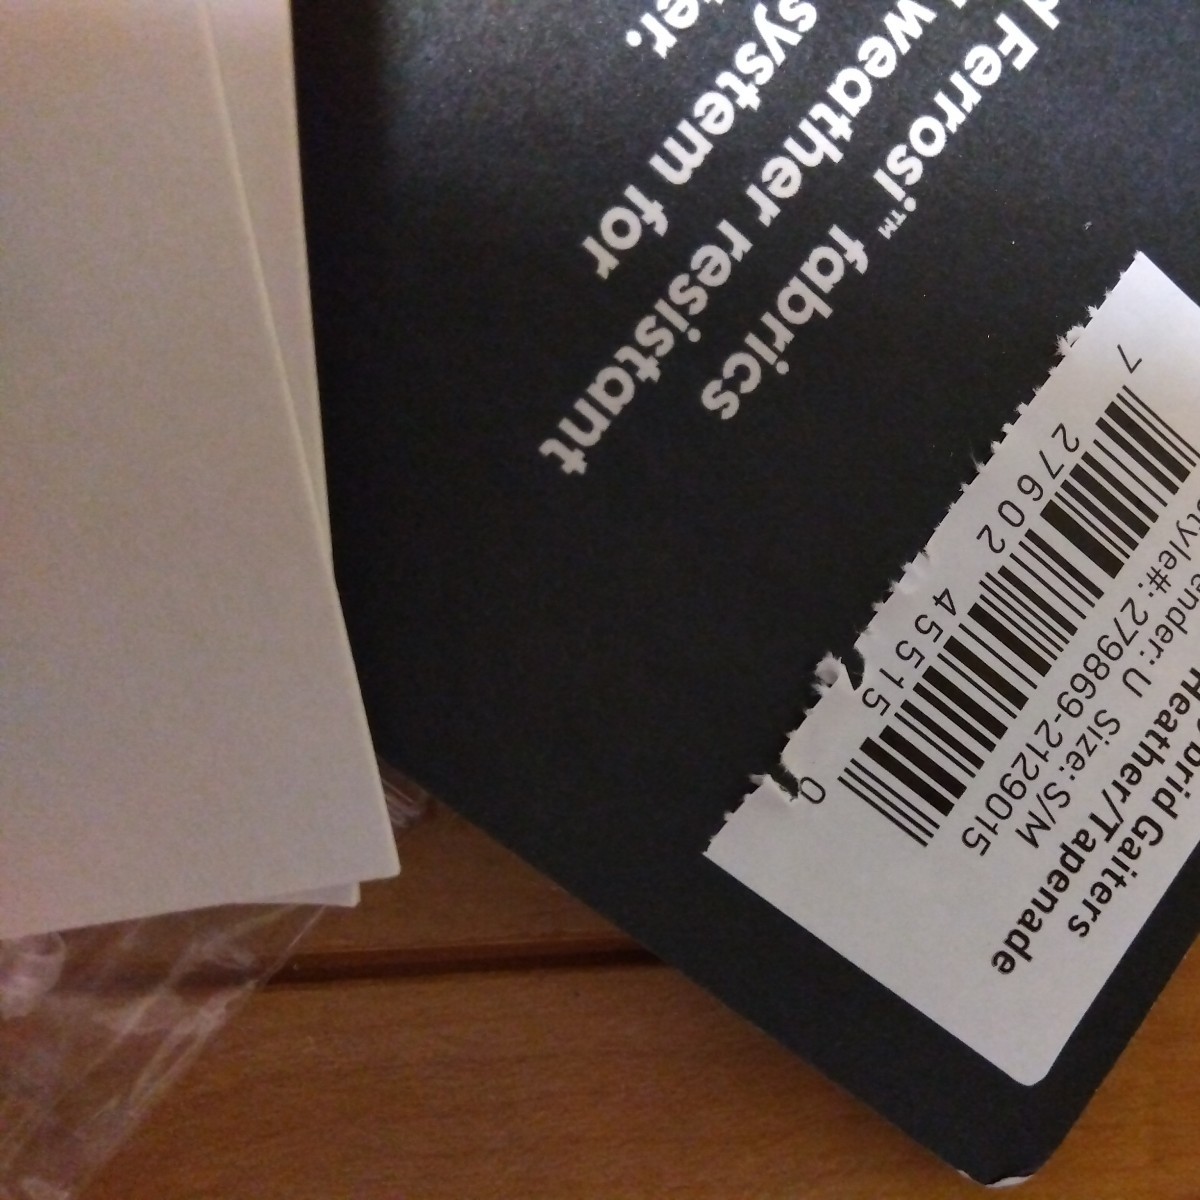 d Ferrosi™ fabrics
weather resistant
system for
er.
brid Gaiters
Heather/Tapenade
ender: U Size: S/M
tyle#: 279869-2129015
7 27602 45515 0